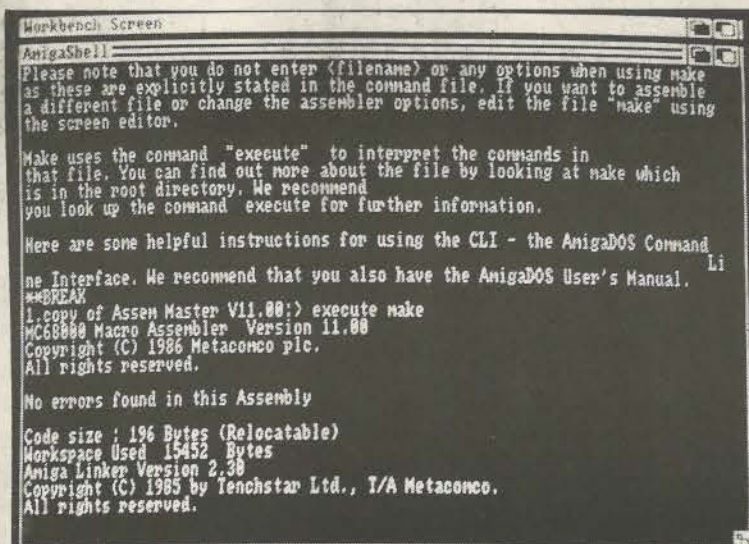 Workbench Screen
AmigaShell
Please note that you do not enter <filename> or any options when using make
as these are explicitly stated in the command file. If you want to assemble
a different file or change the assembler options, edit the file "make" using
the screen editor.
Make uses the command "execute" to interpret the commands in
that file. You can find out more about the file by looking at make which
is in the root directory. We recommend
you look up the command execute for further information.
Here are some helpful instructions for using the CLI - the AmigaDOS Command
Li
ne Interface. We recommend that you also have the AmigaDOS User's Manual.
**BREAK
1.copy of Assem Master V11.00:> execute make
MC68000 Macro Assembler Version 11.00
Copyright (C) 1986 Metacomco plc.
All rights reserved.
No errors found in this Assembly
Code size : 196 Bytes (Relocatable)
Workspace Used 15452 Bytes
Amiga Linker Version 2.30
Copyright (C) 1985 by Tenchstar Ltd., T/A Metacomco.
All rights reserved.